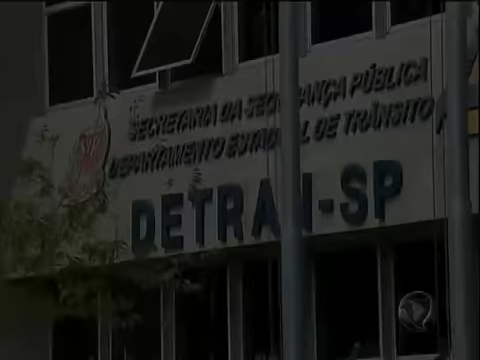 SECRETARIA DA SEGURANÇA PÚBLICA
DEPARTAMENTO ESTADUAL DE TRÂNSITO
DETRAN-SP